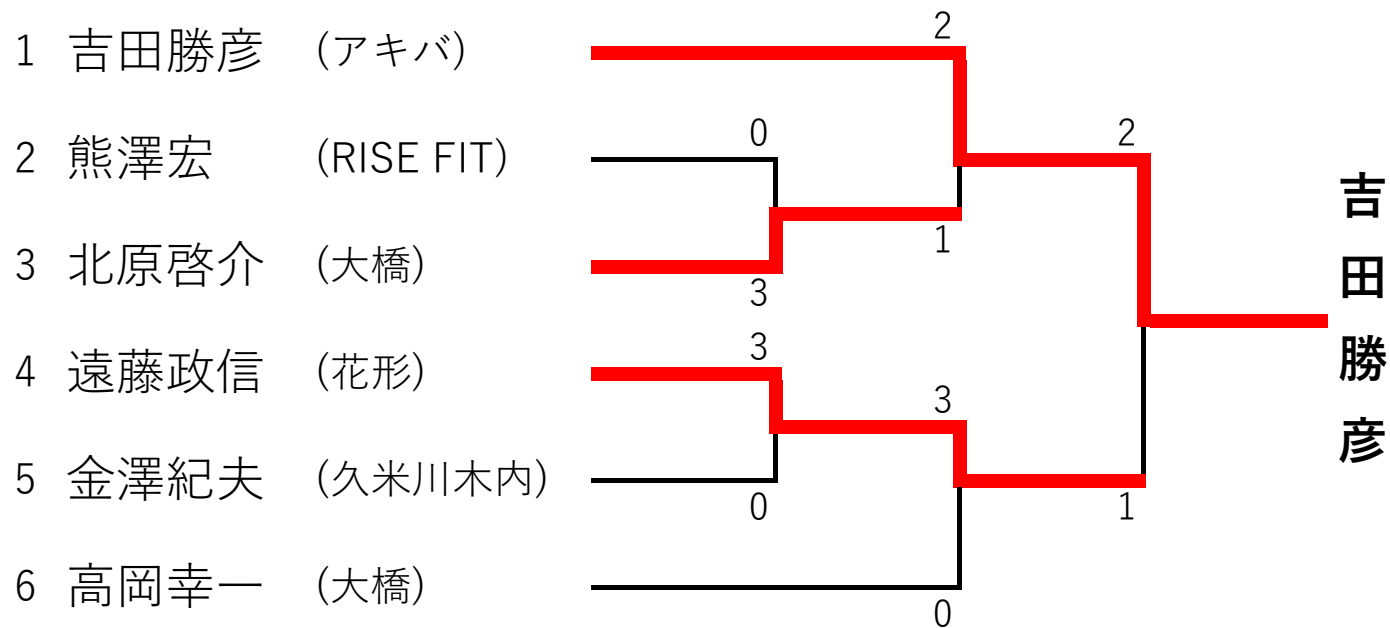 2
1 吉田勝彦 (アキバ)
0
2
2 熊澤宏 (RISE FIT)
1
3 北原啓介 (大橋)
3
3
4 遠藤政信 (花形)
3
5 金澤紀夫 (久米川木内)
0
1
6 高岡幸一 (大橋)
0
吉田勝彦